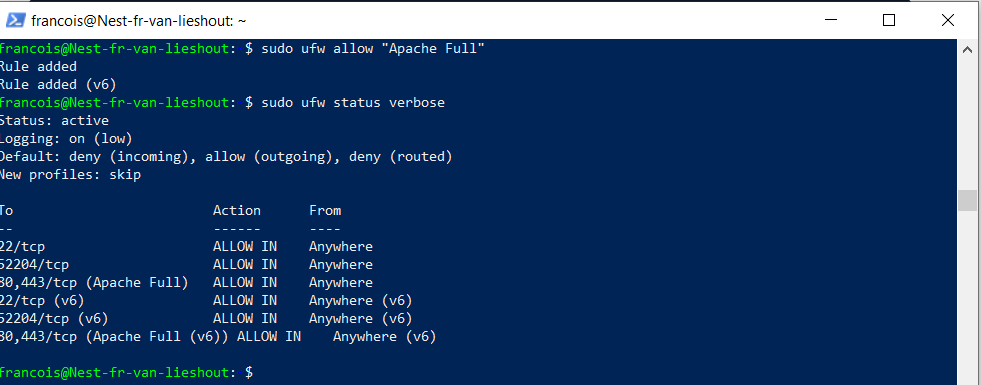 francois@Nest-fr-van-lieshout: ~
francois@Nest-fr-van-lieshout: $ sudo ufw allow "Apache Full"
Rule added
Rule added (v6)
francois@Nest-fr-van-lieshout: $ sudo ufw status verbose
Status: active
Logging: on (low)
Default: deny (incoming), allow (outgoing), deny (routed)
New profiles: skip
To Action From
-- ------ ----
22/tcp ALLOW IN Anywhere
52204/tcp ALLOW IN Anywhere
80,443/tcp (Apache Full) ALLOW IN Anywhere
22/tcp (v6) ALLOW IN Anywhere (v6)
52204/tcp (v6) ALLOW IN Anywhere (v6)
80,443/tcp (Apache Full (v6)) ALLOW IN Anywhere (v6)
francois@Nest-fr-van-lieshout: $